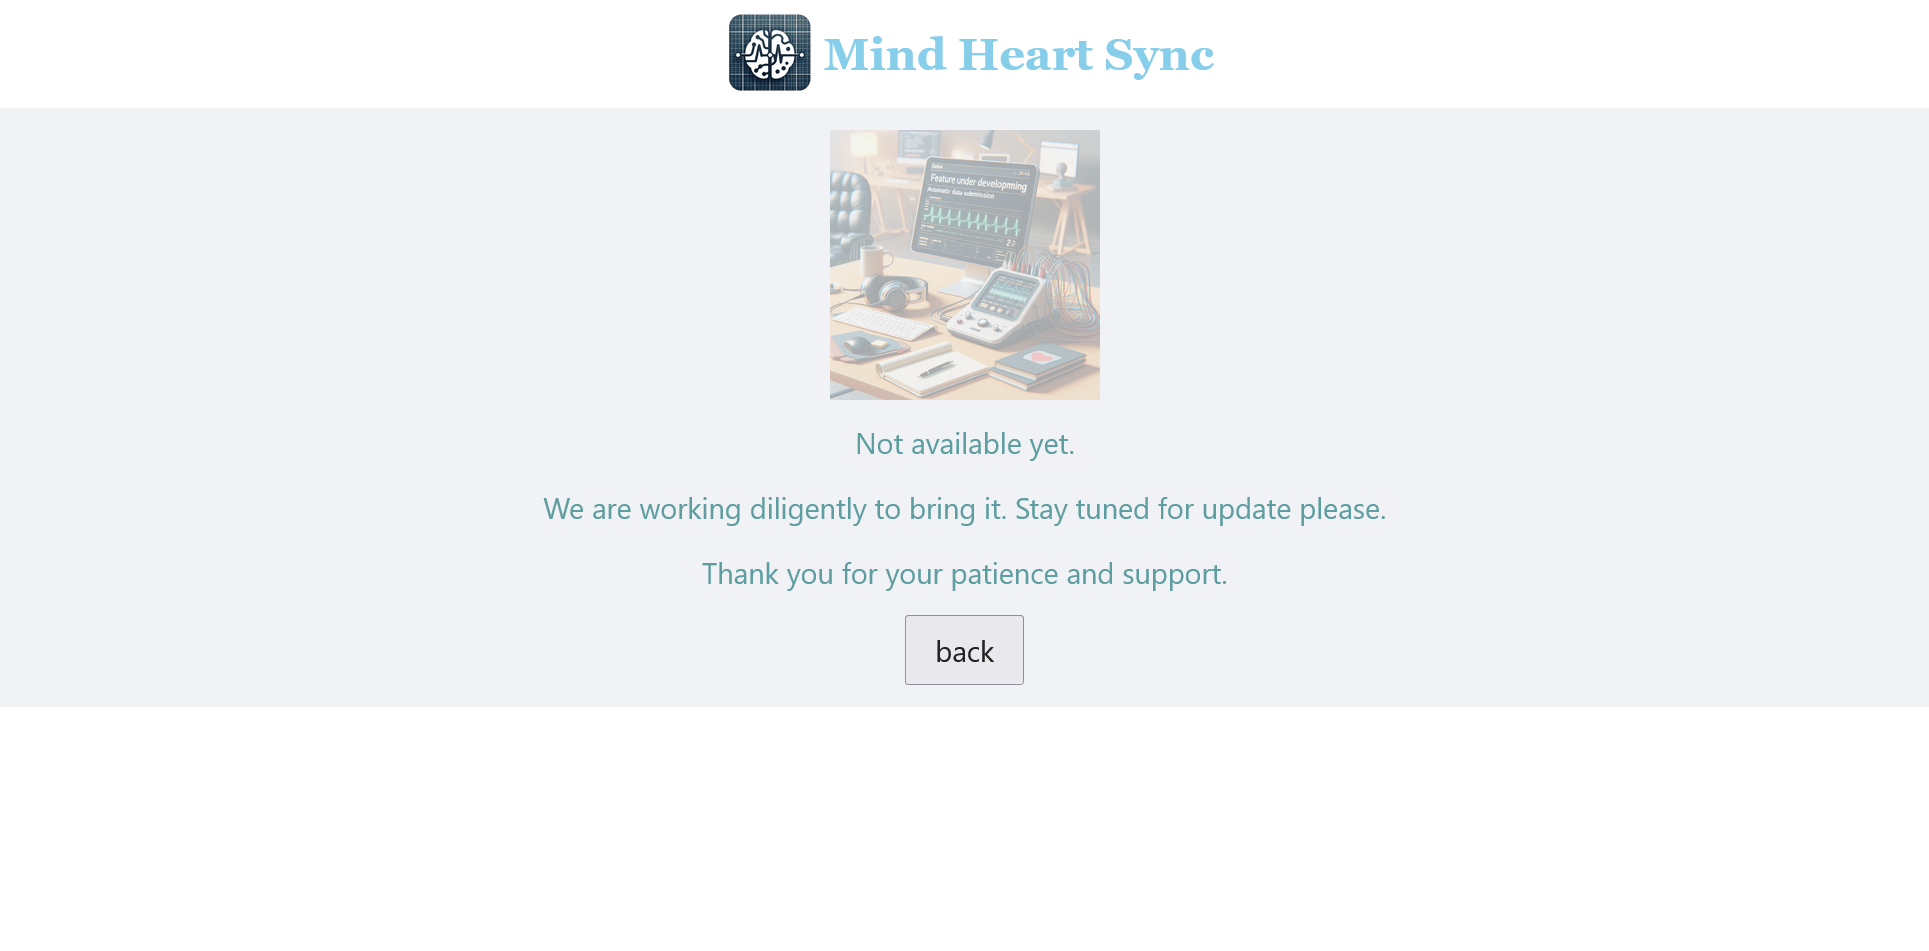 Mind Heart Sync
Feature under developming
Automatic data submission
Not available yet.
We are working diligently to bring it. Stay tuned for update please.
Thank you for your patience and support.
back